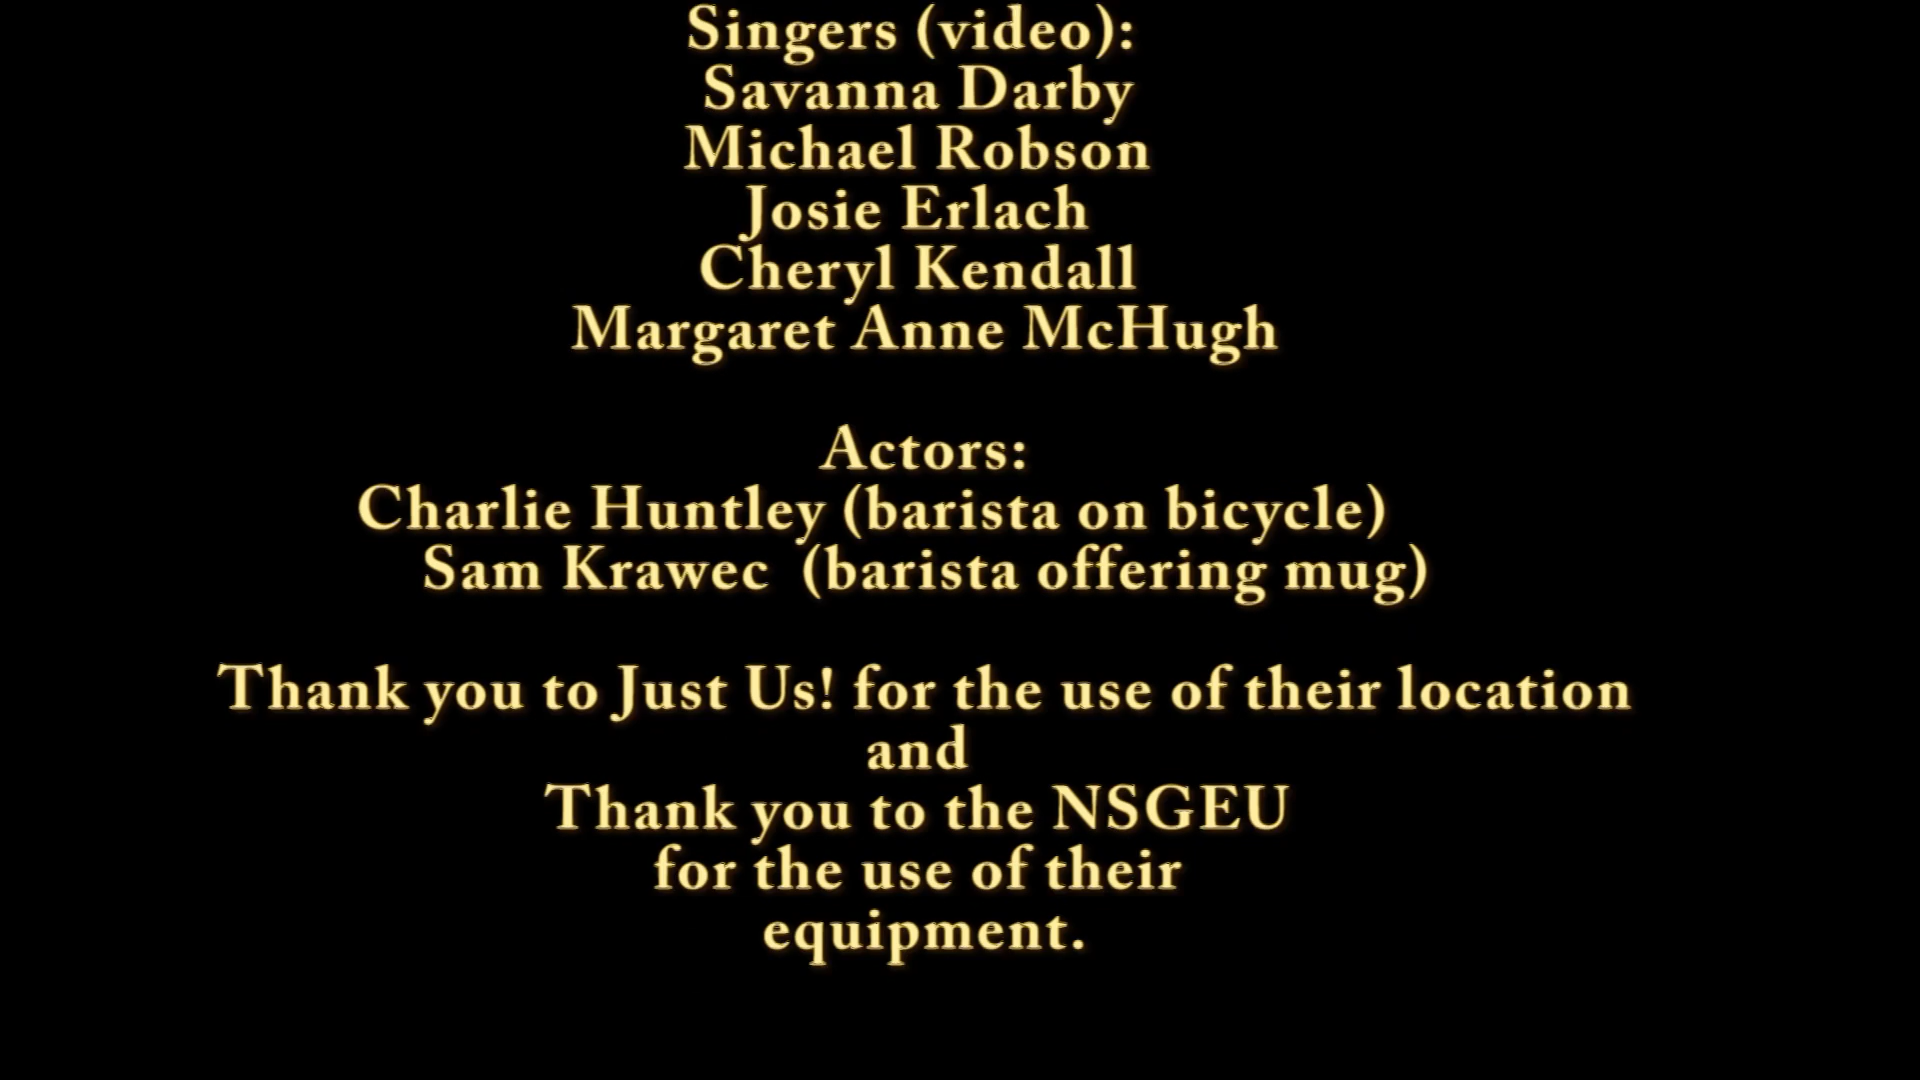 Singers (video):
Savanna Darby
Michael Robson
Josie Erlach
Cheryl Kendall
Margaret Anne McHugh
Actors:
Charlie Huntley (barista on bicycle)
Sam Krawec  (barista offering mug)
Thank you to Just Us! for the use of their location
and
Thank you to the NSGEU
for the use of their
equipment.